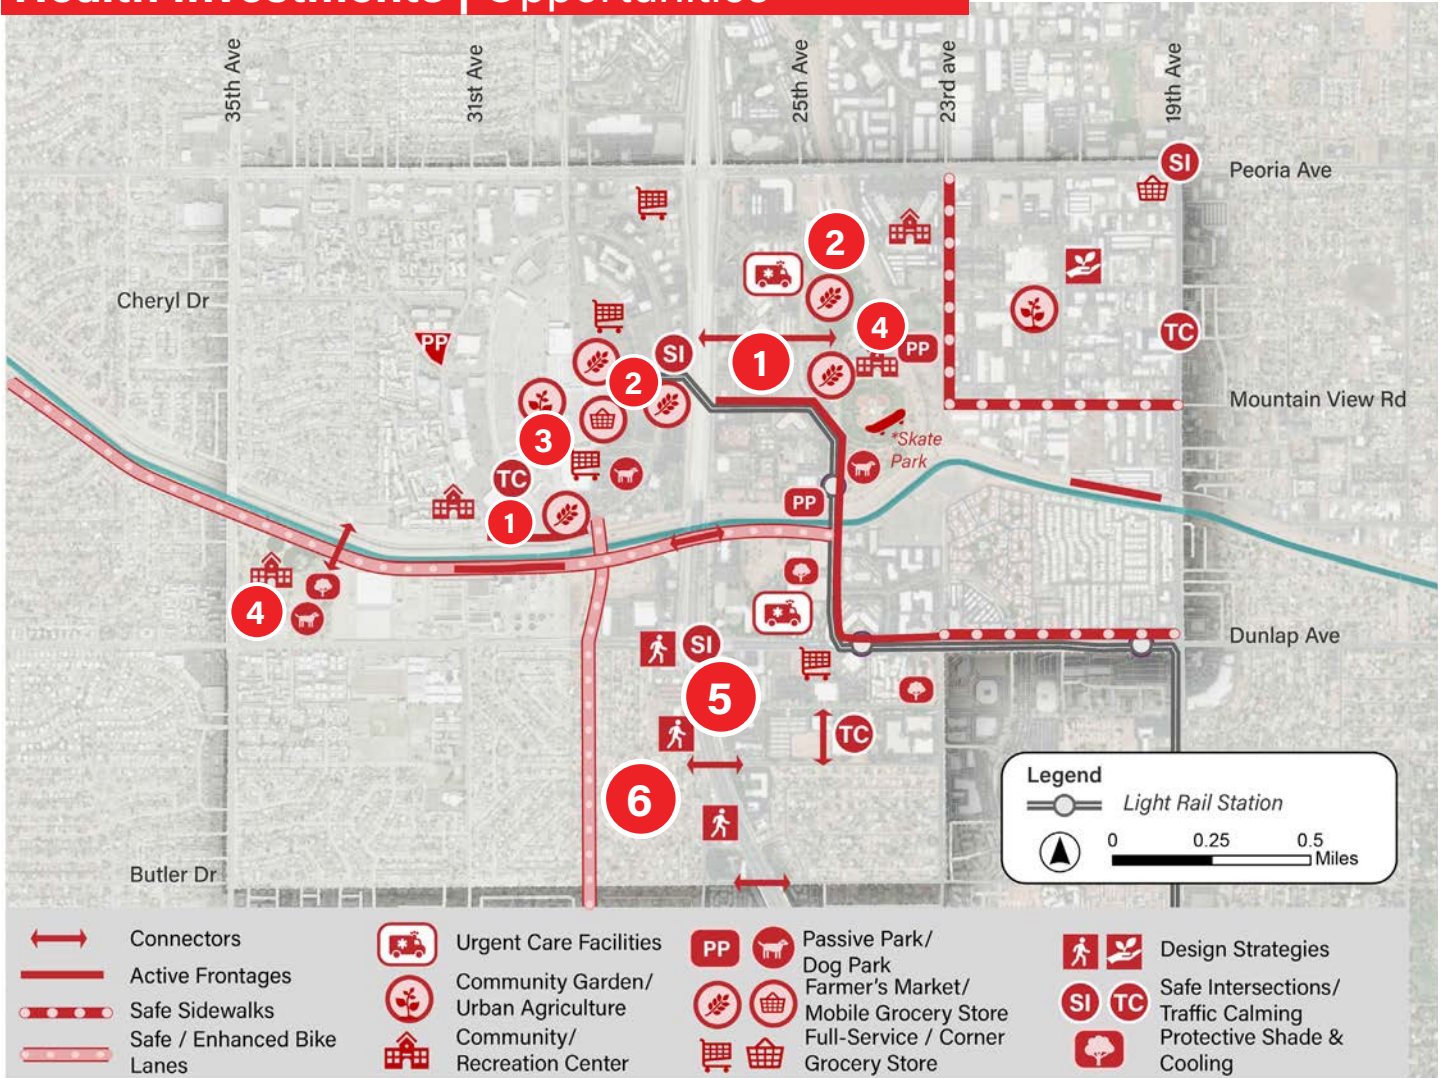 Health Investments | Opportunities
35th Ave
31st Ave
25th Ave
23rd ave
19th Ave
SI
Peoria Ave
2
Cheryl Dr
4
TC
PP
PP
SI
1
2
Mountain View Rd
3
*Skate
Park
TC
PP
1
4
SI
Dunlap Ave
5
TC
6
Butler Dr
Legend
Light Rail Station
0 0.25 0.5
Miles
Connectors
Active Frontages
Safe Sidewalks
Safe / Enhanced Bike
Lanes
Urgent Care Facilities
Community Garden/
Urban Agriculture
Community/
Recreation Center
PP
Passive Park/
Dog Park
Farmer's Market/
Mobile Grocery Store
Full-Service / Corner
Grocery Store
Design Strategies
SI TC
Safe Intersections/
Traffic Calming
Protective Shade &
Cooling